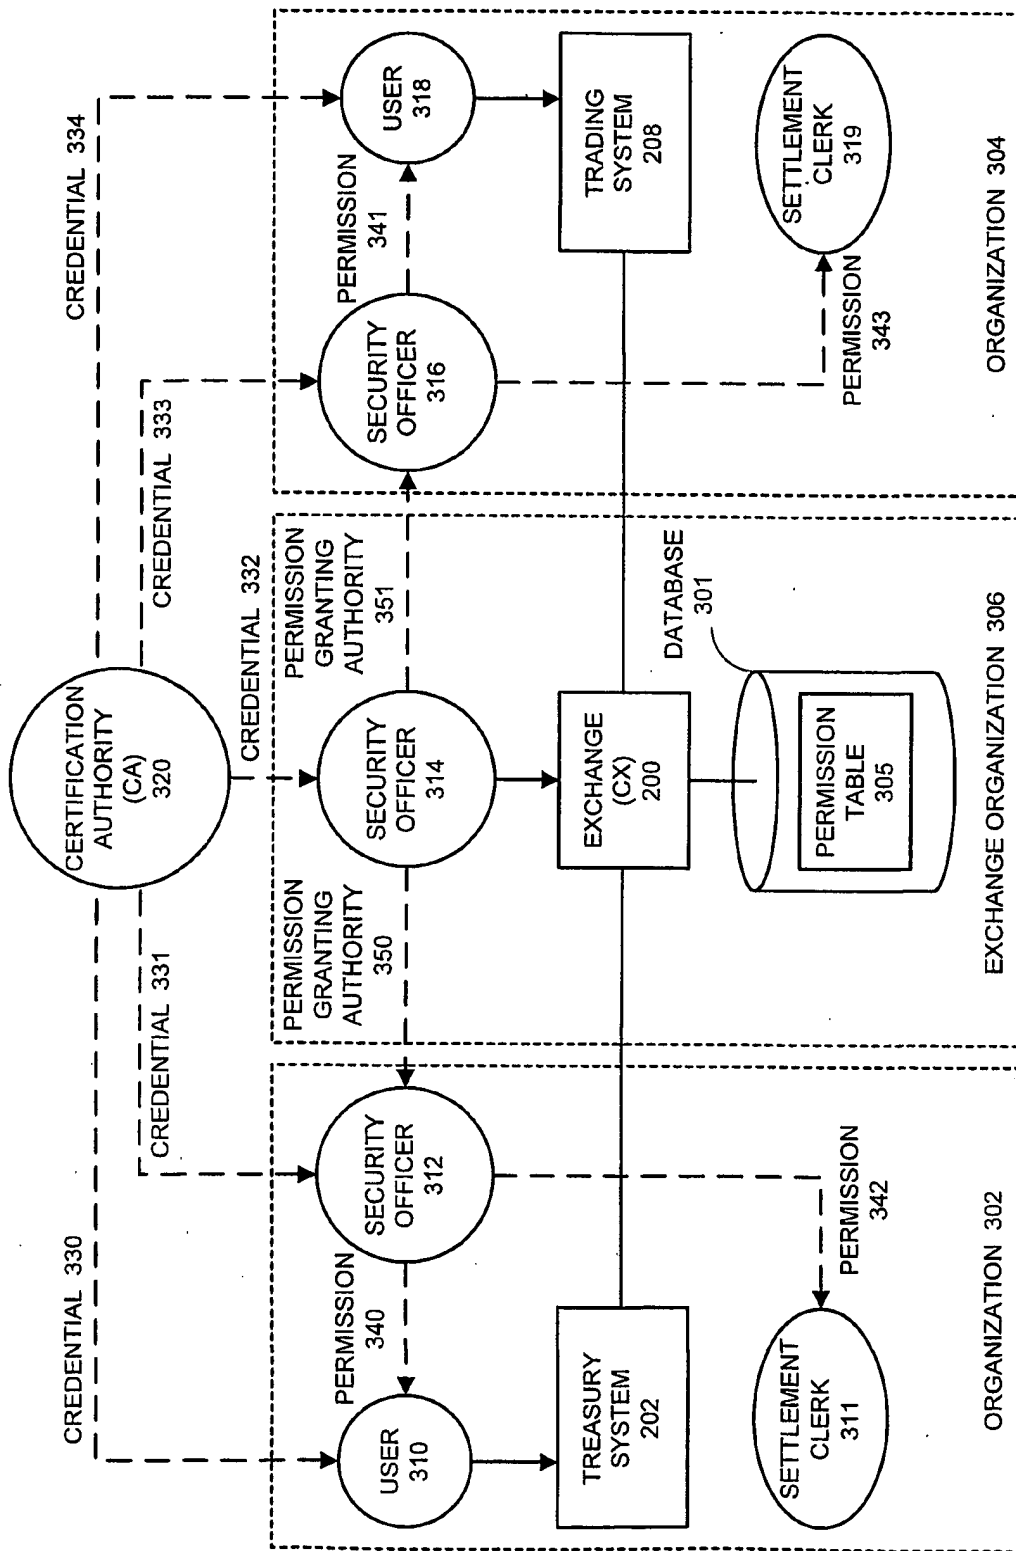 CERTIFICATION
AUTHORITY
(CA)
320
CREDENTIAL 330
CREDENTIAL 331
CREDENTIAL 332
CREDENTIAL 333
CREDENTIAL 334
USER
310
PERMISSION
340
SECURITY
OFFICER
312
PERMISSION
GRANTING
AUTHORITY
350
SECURITY
OFFICER
314
PERMISSION
GRANTING
AUTHORITY
351
SECURITY
OFFICER
316
PERMISSION
341
USER
318
TREASURY
SYSTEM
202
EXCHANGE
(CX)
200
TRADING
SYSTEM
208
SETTLEMENT
CLERK
311
PERMISSION
342
DATABASE
301
PERMISSION
TABLE
305
PERMISSION
343
SETTLEMENT
CLERK
319
ORGANIZATION 302
EXCHANGE ORGANIZATION 306
ORGANIZATION 304